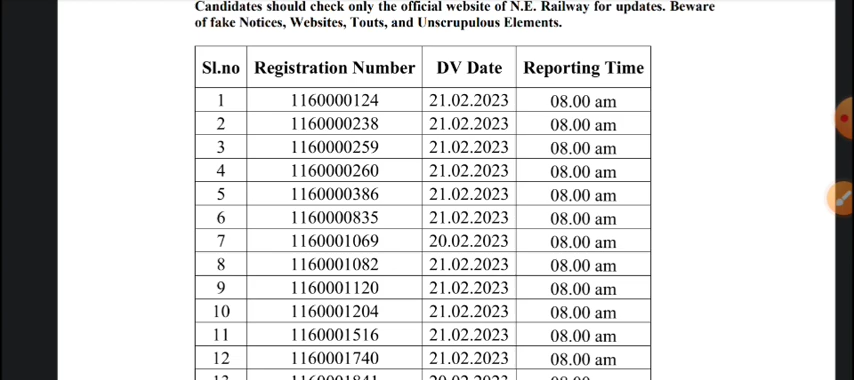 Candidates should check only the official website of N.E. Railway for updates. Beware
of fake Notices, Websites, Touts, and Unscrupulous Elements.
Sl.no Registration Number DV Date Reporting Time
1 1160000124 21.02.2023 08.00 am
2 1160000238 21.02.2023 08.00 am
3 1160000259 21.02.2023 08.00 am
4 1160000260 21.02.2023 08.00 am
5 1160000386 21.02.2023 08.00 am
6 1160000835 21.02.2023 08.00 am
7 1160001069 20.02.2023 08.00 am
8 1160001082 21.02.2023 08.00 am
9 1160001120 21.02.2023 08.00 am
10 1160001204 21.02.2023 08.00 am
11 1160001516 21.02.2023 08.00 am
12 1160001740 21.02.2023 08.00 am